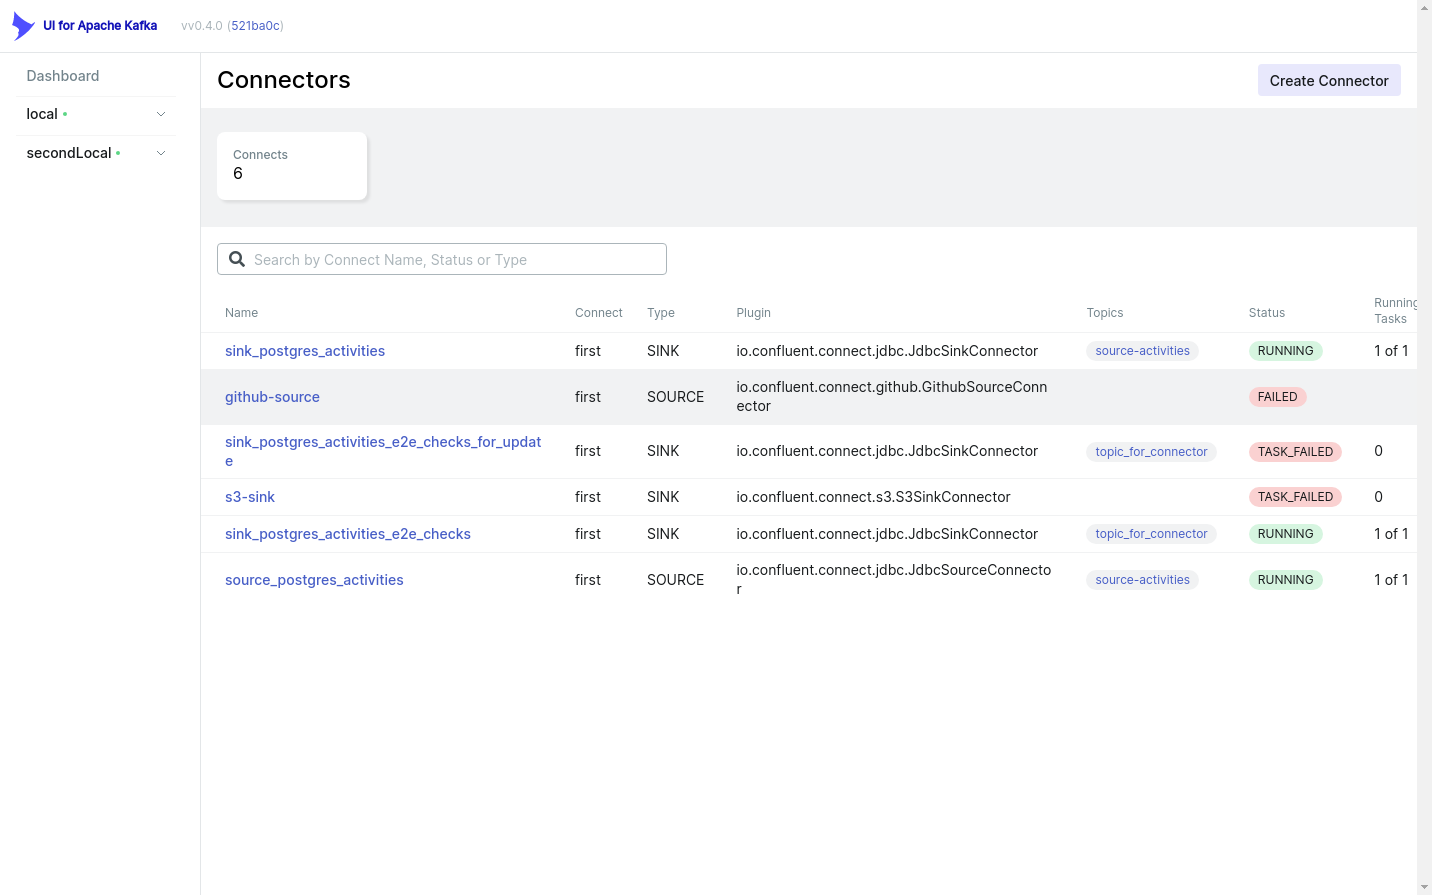 UI for Apache Kafka vv0.4.0 (521ba0c)
Dashboard
local
secondLocal
Connectors
Create Connector
Connects
6
Search by Connect Name, Status or Type
Name Connect Type Plugin Topics Status Running
Tasks
sink_postgres_activities first SINK io.confluent.connect.jdbc.JdbcSinkConnector source-activities RUNNING 1 of 1
github-source first SOURCE io.confluent.connect.github.GithubSourceConn
ector FAILED
sink_postgres_activities_e2e_checks_for_updat
e first SINK io.confluent.connect.jdbc.JdbcSinkConnector topic_for_connector TASK_FAILED 0
s3-sink first SINK io.confluent.connect.s3.S3SinkConnector TASK_FAILED 0
sink_postgres_activities_e2e_checks first SINK io.confluent.connect.jdbc.JdbcSinkConnector topic_for_connector RUNNING 1 of 1
source_postgres_activities first SOURCE io.confluent.connect.jdbc.JdbcSourceConnecto
r source-activities RUNNING 1 of 1